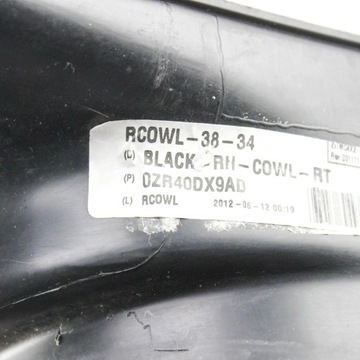 RCOWL-38-34
(D) BLACK-RH-COWL-RT
(P) 0ZR40DX9AD
(L) RCOWL 2012-06-12 00:19